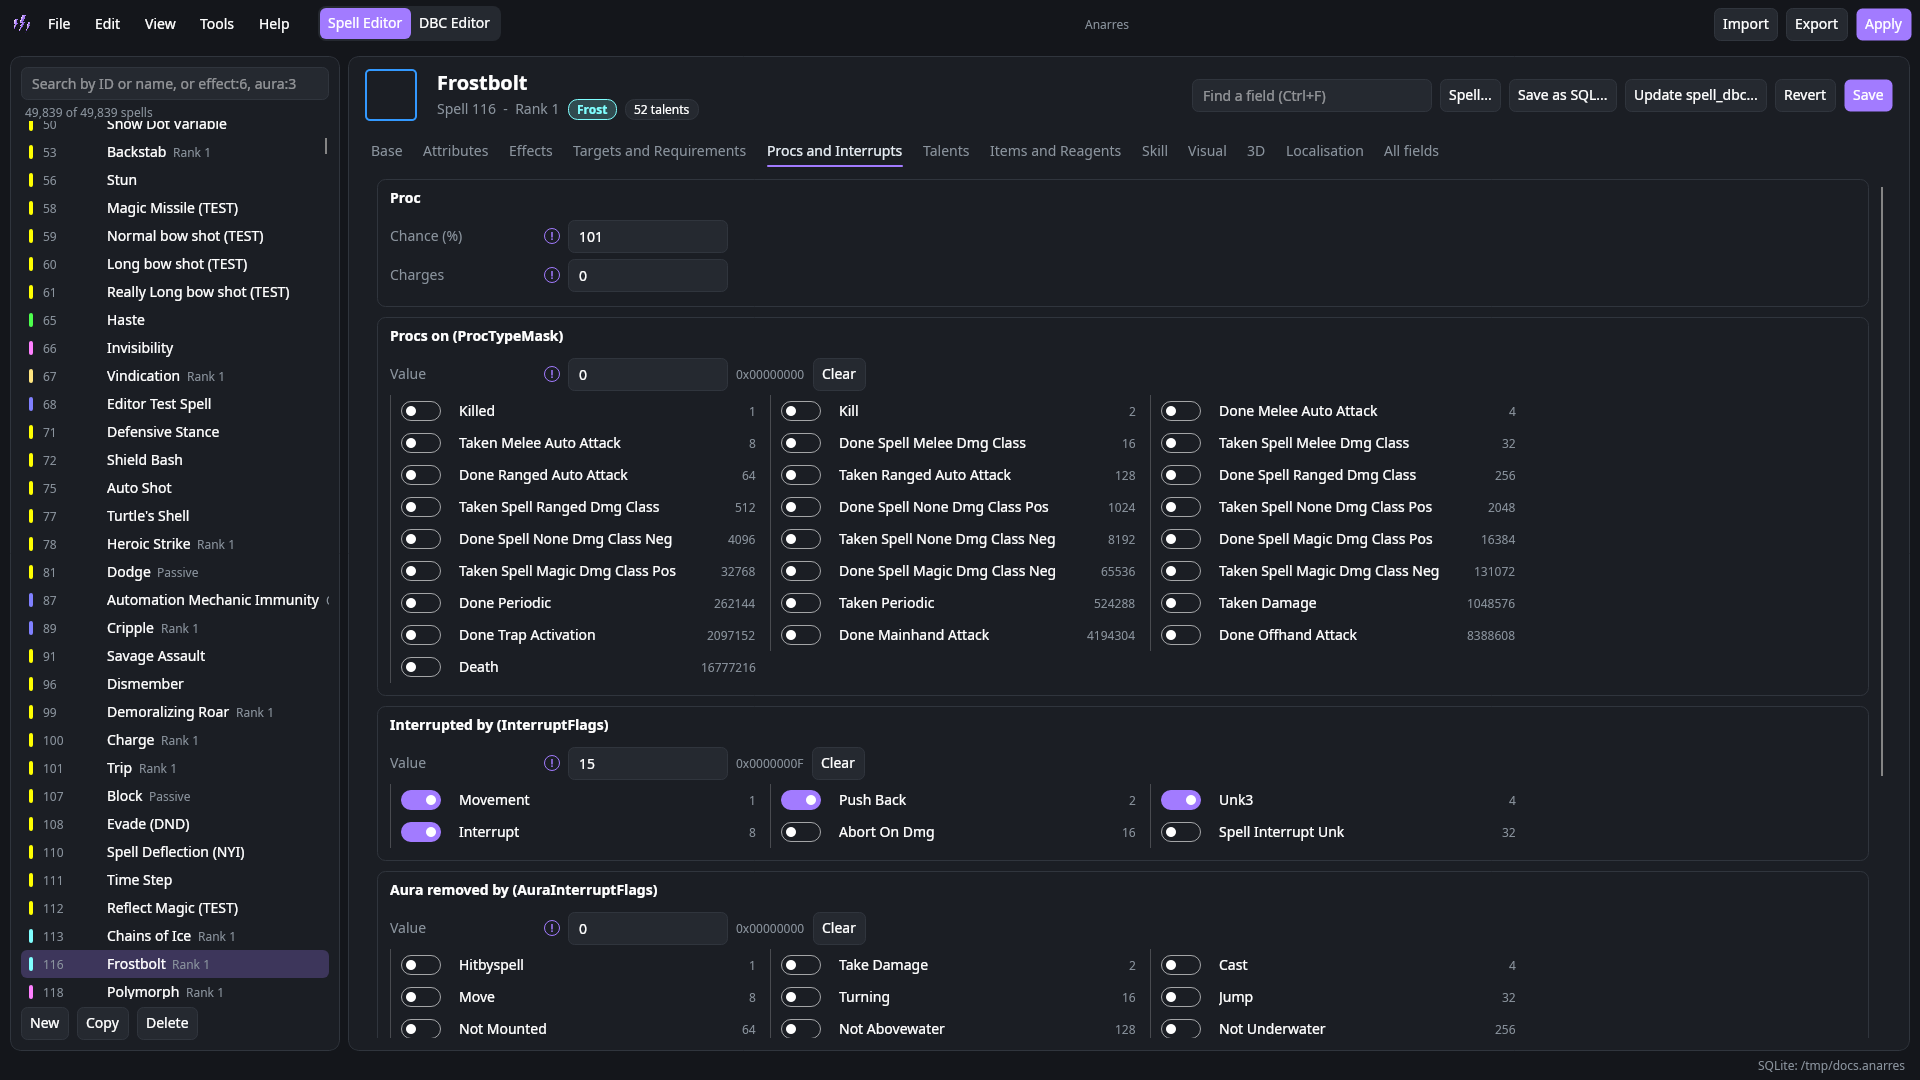 File Edit View Tools Help Spell Editor DBC Editor Anarres Import Export Apply
Search by ID or name, or effect:6, aura:3
49,839 of 49,839 spells
50 Show Dot Variable
53 Backstab Rank 1
56 Stun
58 Magic Missile (TEST)
59 Normal bow shot (TEST)
60 Long bow shot (TEST)
61 Really Long bow shot (TEST)
65 Haste
66 Invisibility
67 Vindication Rank 1
68 Editor Test Spell
71 Defensive Stance
72 Shield Bash
75 Auto Shot
77 Turtle's Shell
78 Heroic Strike Rank 1
81 Dodge Passive
87 Automation Mechanic Immunity
89 Cripple Rank 1
91 Savage Assault
96 Dismember
99 Demoralizing Roar Rank 1
100 Charge Rank 1
101 Trip Rank 1
107 Block Passive
108 Evade (DND)
110 Spell Deflection (NYI)
111 Time Step
112 Reflect Magic (TEST)
113 Chains of Ice Rank 1
116 Frostbolt Rank 1
118 Polymorph Rank 1
New Copy Delete
Frostbolt
Spell 116 - Rank 1 Frost 52 talents
Find a field (Ctrl+F) Spell... Save as SQL... Update spell_dbc... Revert Save
Base Attributes Effects Targets and Requirements Procs and Interrupts Talents Items and Reagents Skill Visual 3D Localisation All fields
Proc
Chance (%) 101
Charges 0
Procs on (ProcTypeMask)
Value 0 0x00000000 Clear
Killed 1 Kill 2 Done Melee Auto Attack 4
Taken Melee Auto Attack 8 Done Spell Melee Dmg Class 16 Taken Spell Melee Dmg Class 32
Done Ranged Auto Attack 64 Taken Ranged Auto Attack 128 Done Spell Ranged Dmg Class 256
Taken Spell Ranged Dmg Class 512 Done Spell None Dmg Class Pos 1024 Taken Spell None Dmg Class Pos 2048
Done Spell None Dmg Class Neg 4096 Taken Spell None Dmg Class Neg 8192 Done Spell Magic Dmg Class Pos 16384
Taken Spell Magic Dmg Class Pos 32768 Done Spell Magic Dmg Class Neg 65536 Taken Spell Magic Dmg Class Neg 131072
Done Periodic 262144 Taken Periodic 524288 Taken Damage 1048576
Done Trap Activation 2097152 Done Mainhand Attack 4194304 Done Offhand Attack 8388608
Death 16777216
Interrupted by (InterruptFlags)
Value 15 0x0000000F Clear
Movement 1 Push Back 2 Unk3 4
Interrupt 8 Abort On Dmg 16 Spell Interrupt Unk 32
Aura removed by (AuraInterruptFlags)
Value 0 0x00000000 Clear
Hitbyspell 1 Take Damage 2 Cast 4
Move 8 Turning 16 Jump 32
Not Mounted 64 Not Abovewater 128 Not Underwater 256
SQLite: /tmp/docs.anarres